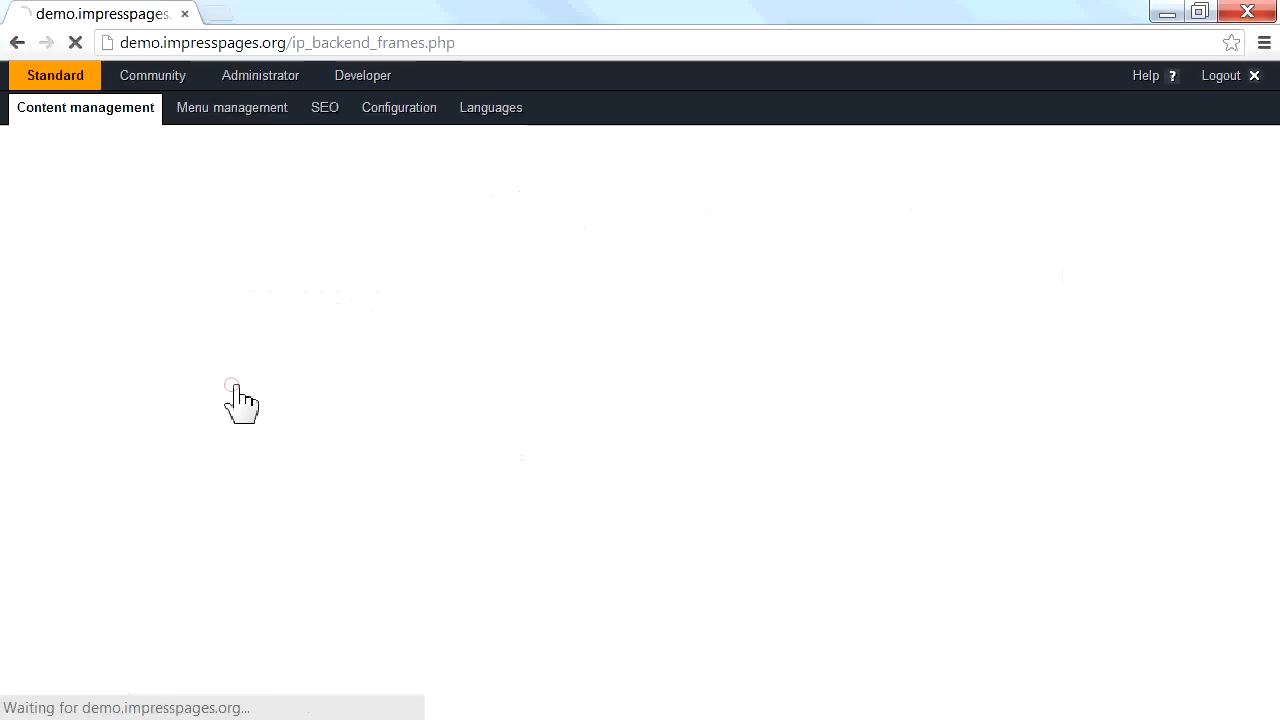 demo.impresspages.
demo.impresspages.org/ip_backend_frames.php
Standard Community Administrator Developer Help ? Logout
Content management Menu management SEO Configuration Languages
Waiting for demo.impresspages.org...